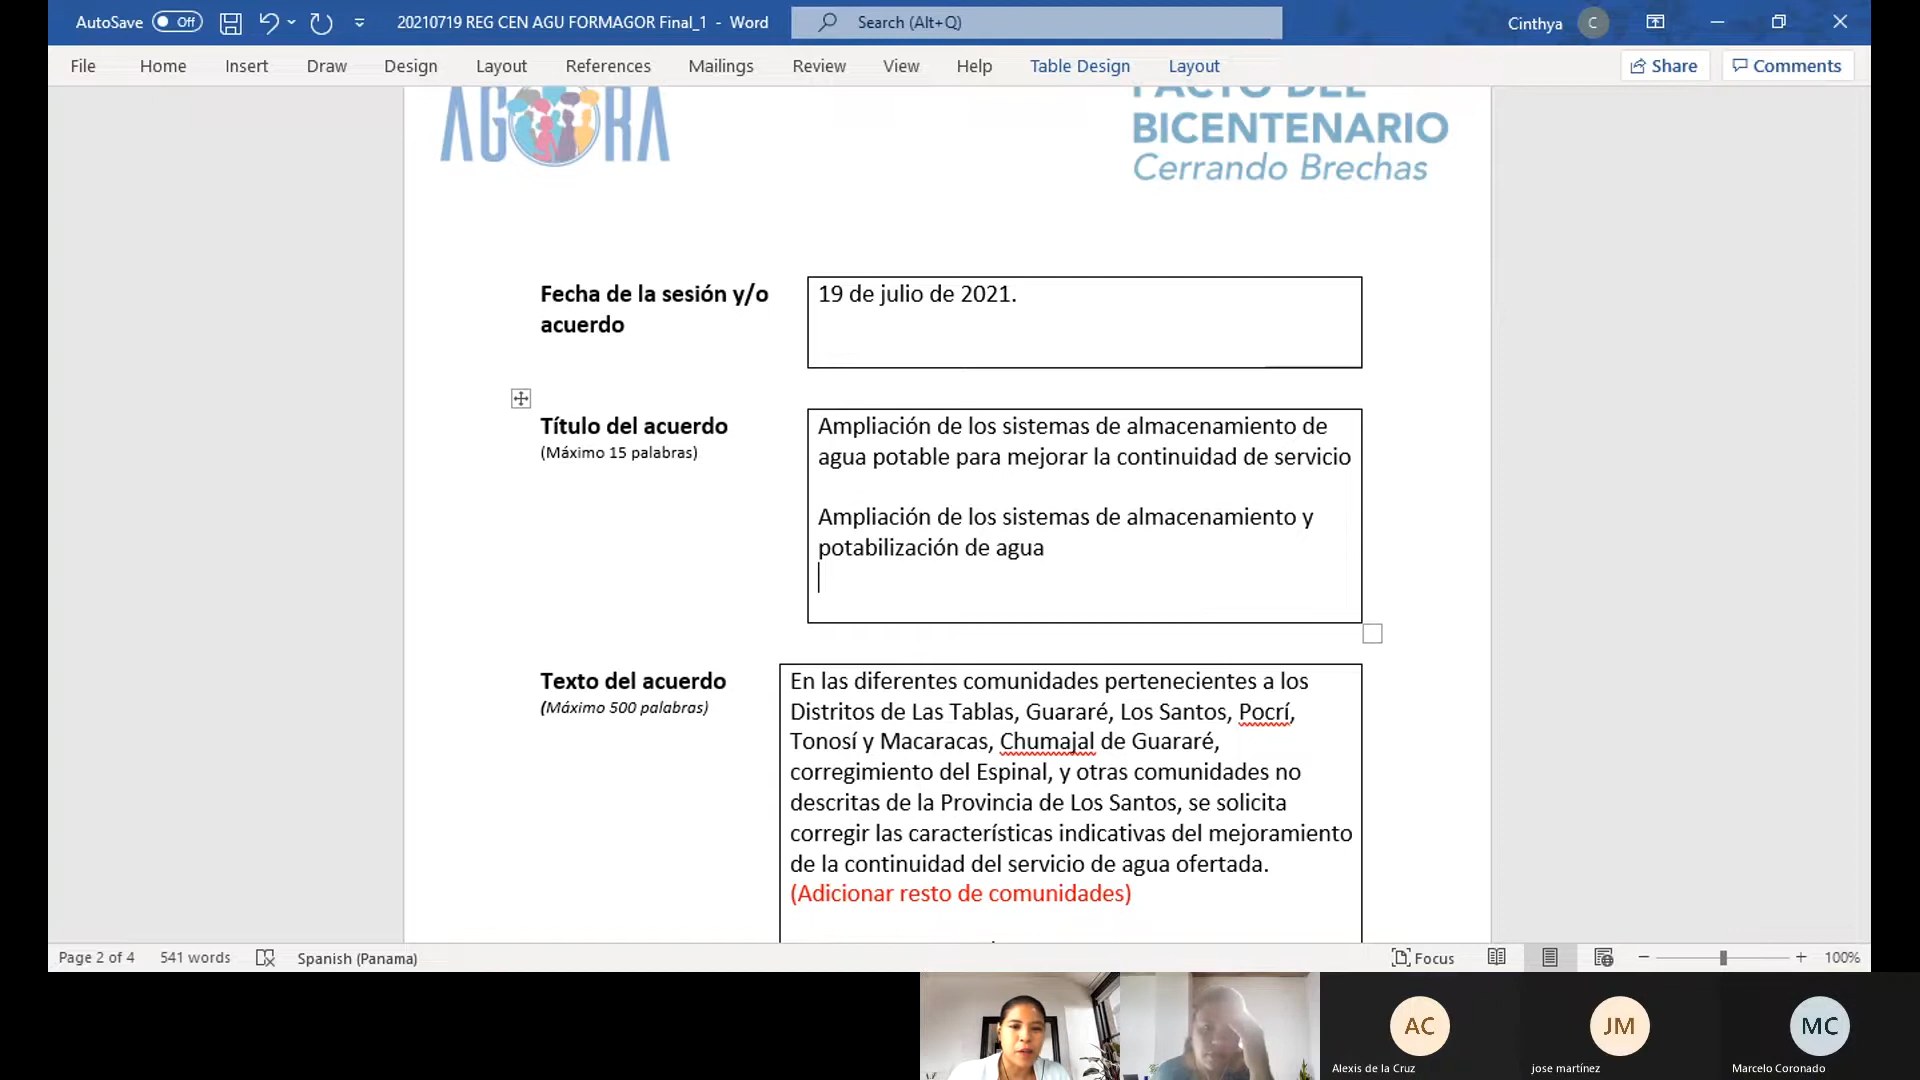 AutoSave Off 20210719 REG CEN AGU FORMAGOR Final_1 - Word Search (Alt+Q) Cinthya C
File Home Insert Draw Design Layout References Mailings Review View Help Table Design Layout Share Comments
AGORA
PACTO DEL
BICENTENARIO
Cerrando Brechas
Fecha de la sesión y/o
acuerdo
19 de julio de 2021.
Título del acuerdo
(Máximo 15 palabras)
Ampliación de los sistemas de almacenamiento de
agua potable para mejorar la continuidad de servicio
Ampliación de los sistemas de almacenamiento y
potabilización de agua
Texto del acuerdo
(Máximo 500 palabras)
En las diferentes comunidades pertenecientes a los
Distritos de Las Tablas, Guararé, Los Santos, Pocrí,
Tonosí y Macaracas, Chumajal de Guararé,
corregimiento del Espinal, y otras comunidades no
descritas de la Provincia de Los Santos, se solicita
corregir las características indicativas del mejoramiento
de la continuidad del servicio de agua ofertada.
(Adicionar resto de comunidades)
Page 2 of 4 541 words Spanish (Panama) Focus 100%
AC JM MC
Alexis de la Cruz jose martínez Marcelo Coronado